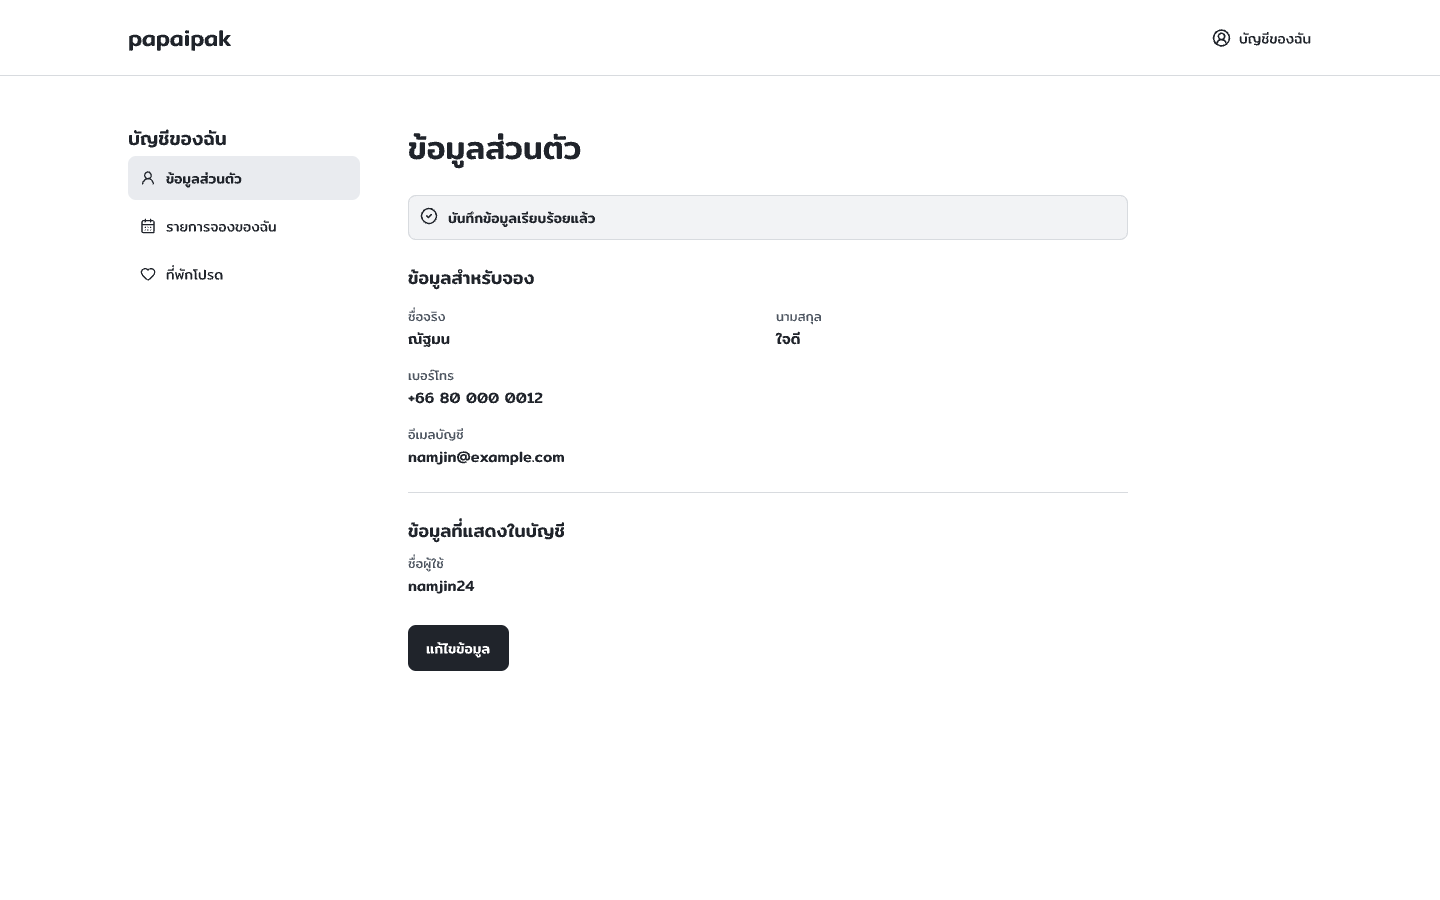 papaipak
บัญชีของฉัน
บัญชีของฉัน
ข้อมูลส่วนตัว
รายการจองของฉัน
ที่พักโปรด
ข้อมูลส่วนตัว
บันทึกข้อมูลเรียบร้อยแล้ว
ข้อมูลสำหรับจอง
ชื่อจริง
ณัฐมน
นามสกุล
ใจดี
เบอร์โทร
+66 80 000 0012
อีเมลบัญชี
namjin@example.com
ข้อมูลที่แสดงในบัญชี
ชื่อผู้ใช้
namjin24
แก้ไขข้อมูล